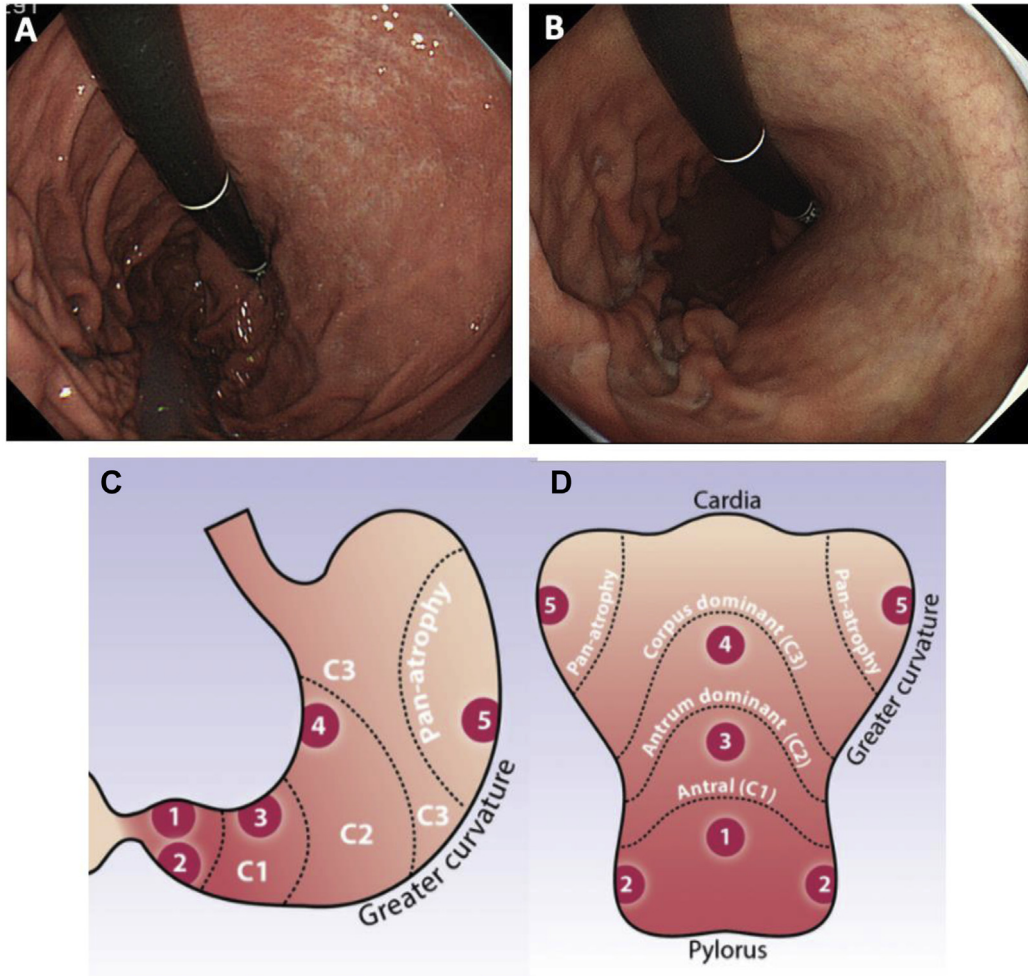 A
B
C
D
Cardia
Pan-atrophy
5
Corpus dominant (C3)
Pan-atrophy
5
4
Greater curvature
Antrum dominant (C2)
3
Antral (C1)
1
2
2
Pylorus
C3
Pan-atrophy
4
5
1
3
C2
C3
2
C1
Greater curvature